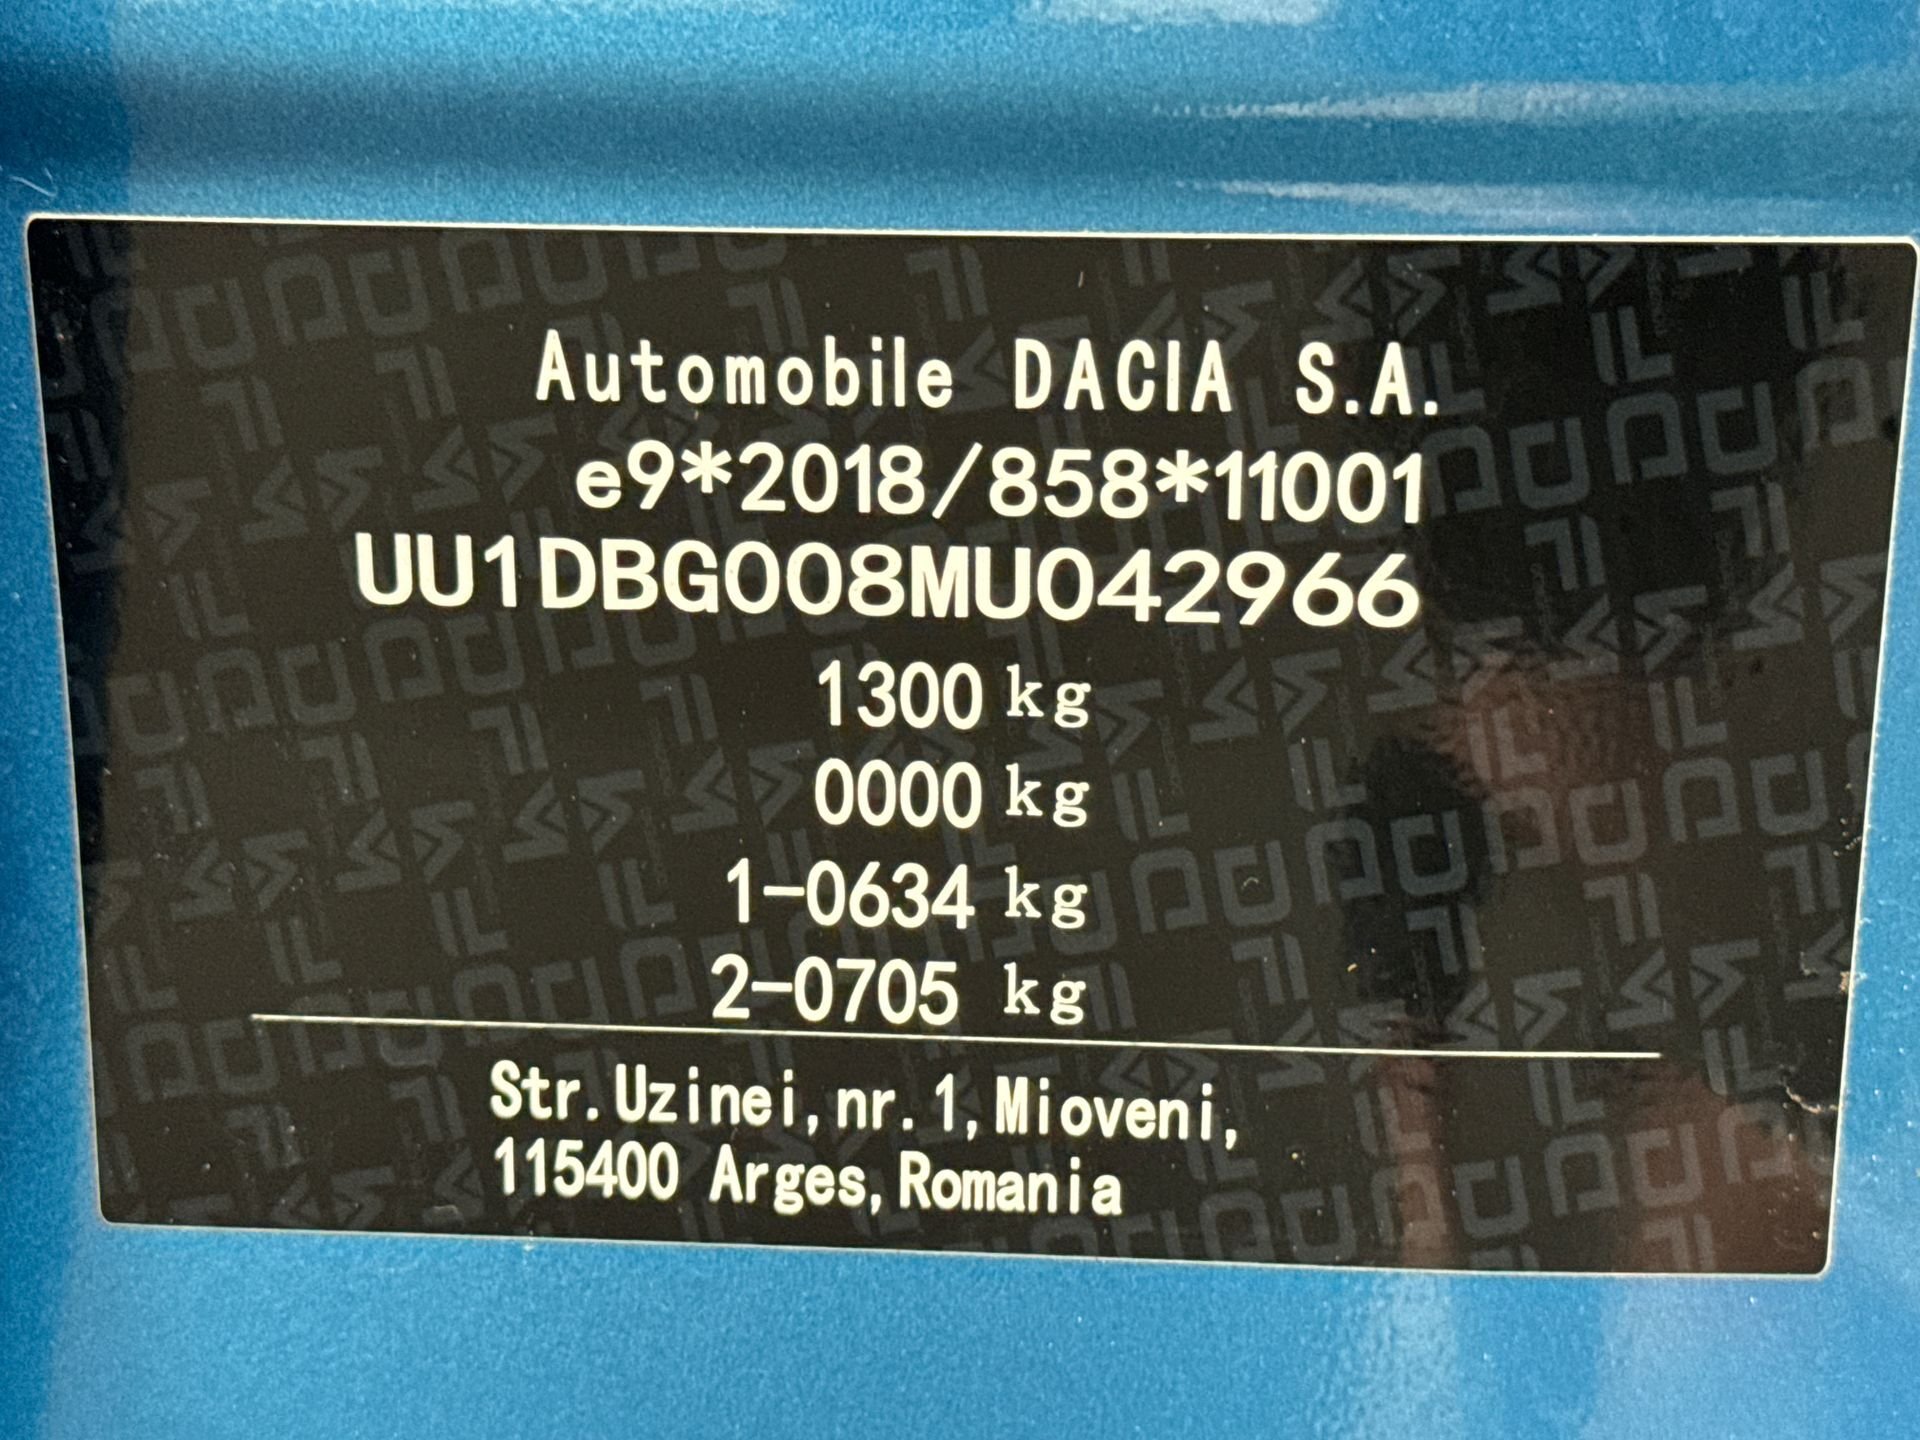 Automobile DACIA S.A.
e9*2018/858*11001
UU1DBG008MU042966
1300 kg
0000 kg
1-0634 kg
2-0705 kg
Str.Uzinei,nr.1,Mioveni,
115400 Arges,Romania